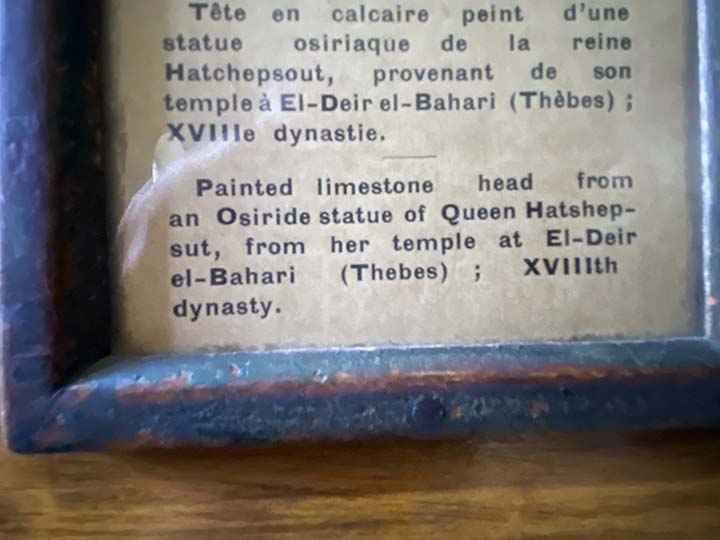 Tête en calcaire peint d'une
statue osiriaque de la reine
Hatchepsout, provenant de son
temple à El-Deir el-Bahari (Thèbes) ;
XVIIIe dynastie.
Painted limestone head from
an Osiride statue of Queen Hatshep-
sut, from her temple at El-Deir
el-Bahari (Thebes) ; XVIIIth
dynasty.